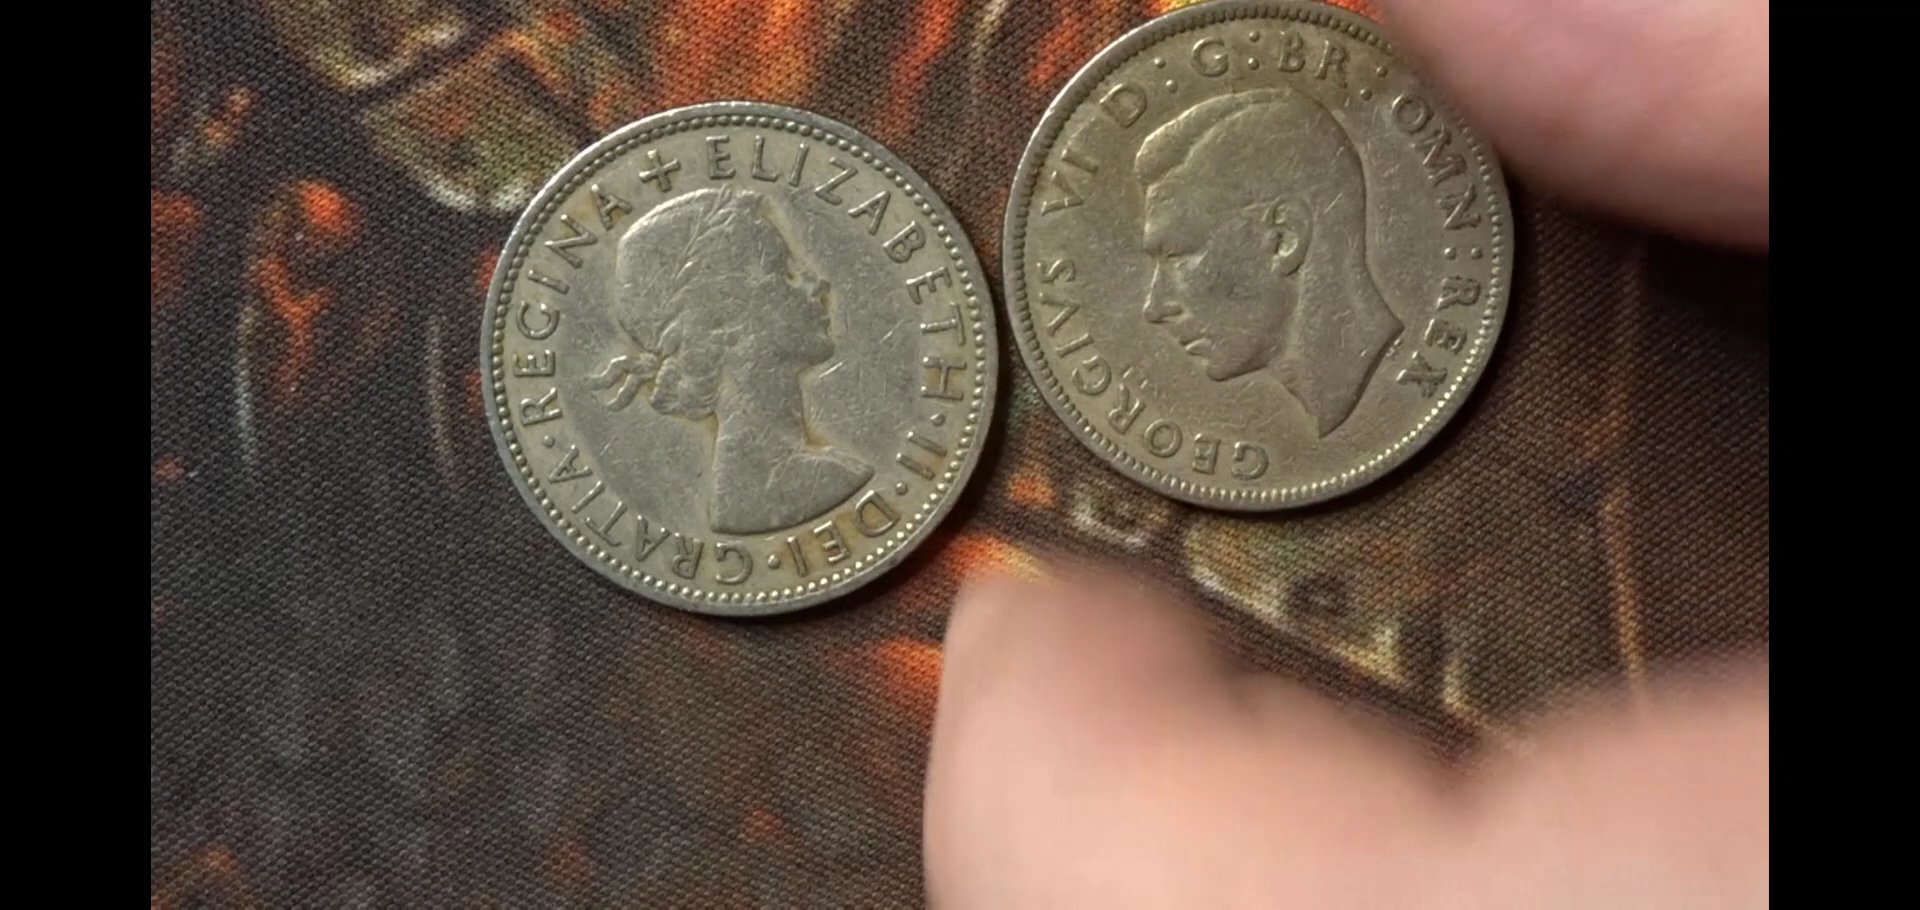 + ELIZABETH · II · DEI · GRATIA · REGINA
GEORGIVS VI D : G : BR : OMN : REX